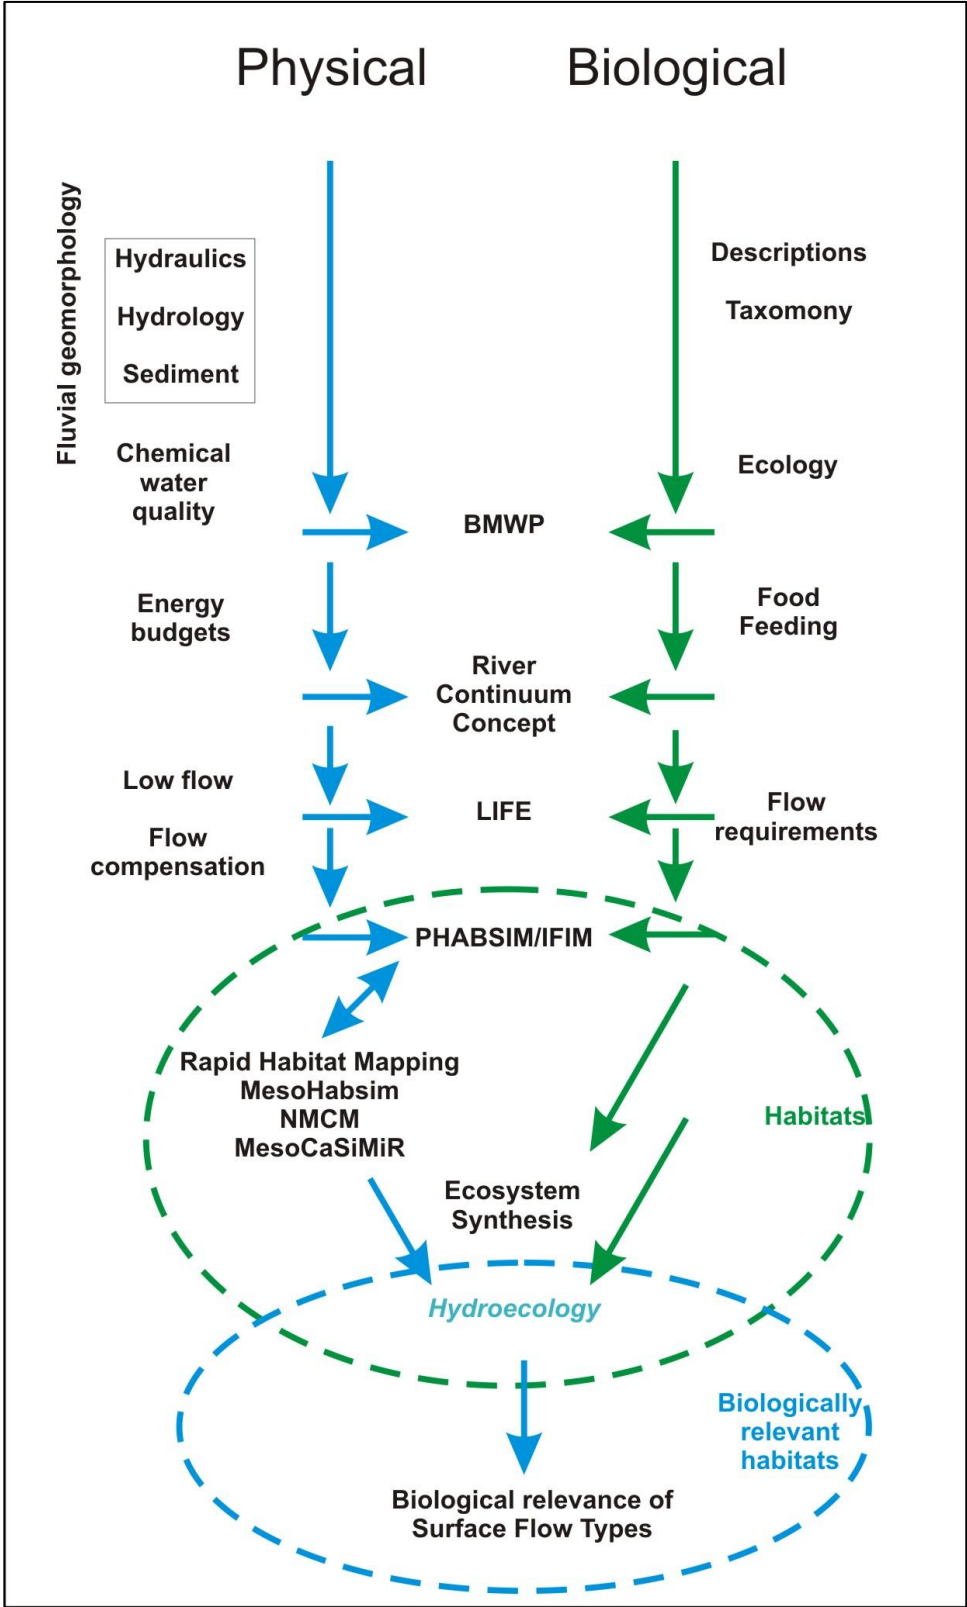 Physical
Biological
Fluvial geomorphology
Hydraulics
Hydrology
Sediment
Descriptions
Taxomony
Chemical
water
quality
Ecology
BMWP
Energy
budgets
Food
Feeding
River
Continuum
Concept
Low flow
Flow
compensation
LIFE
Flow
requirements
PHABSIM/IFIM
Rapid Habitat Mapping
MesoHabsim
NMCM
MesoCaSiMiR
Habitats
Ecosystem
Synthesis
Hydroecology
Biologically
relevant
habitats
Biological relevance of
Surface Flow Types